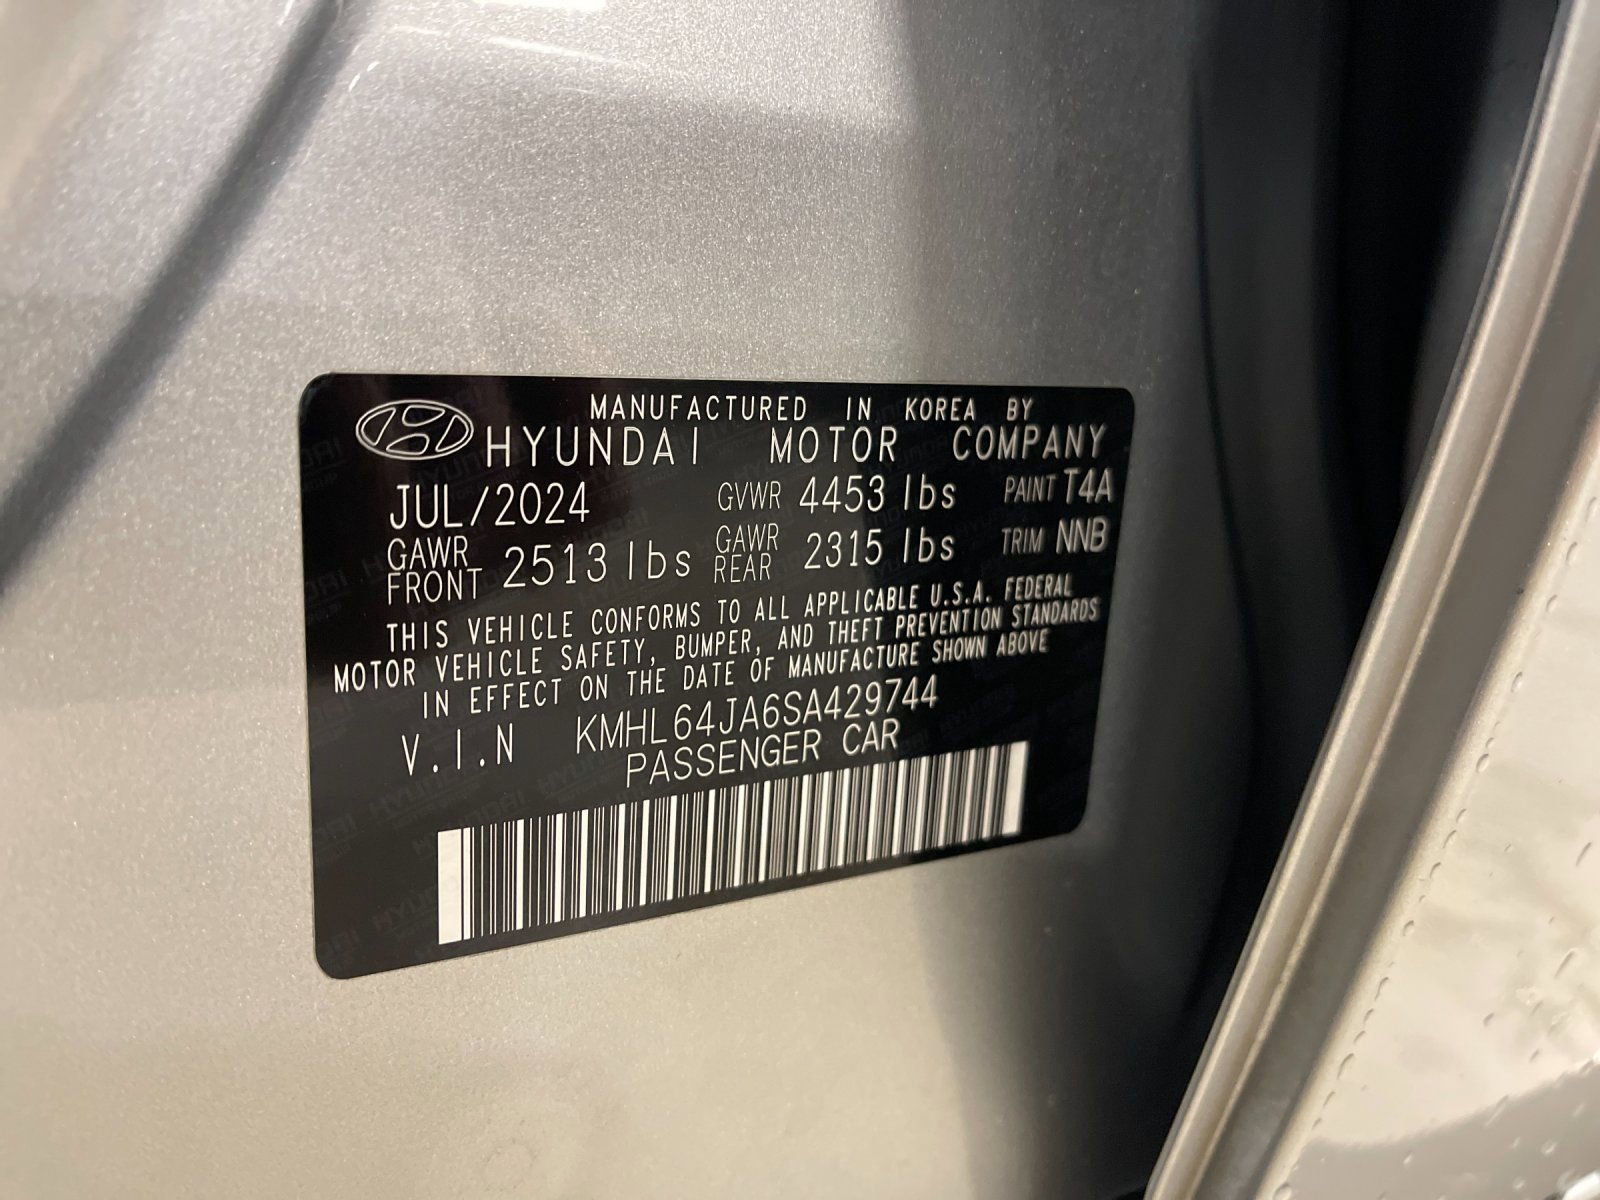 MANUFACTURED IN KOREA BY
HYUNDAI MOTOR COMPANY
JUL/2024 GVWR 4453 lbs PAINT T4A
GAWR FRONT 2513 lbs GAWR REAR 2315 lbs TRIM NNB
THIS VEHICLE CONFORMS TO ALL APPLICABLE U.S.A. FEDERAL
MOTOR VEHICLE SAFETY, BUMPER, AND THEFT PREVENTION STANDARDS
IN EFFECT ON THE DATE OF MANUFACTURE SHOWN ABOVE
V.I.N KMHL64JA6SA429744
PASSENGER CAR